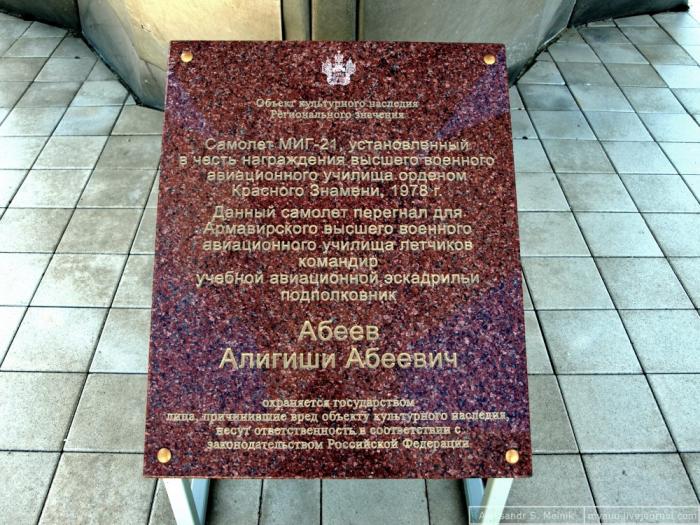 Объект культурного наследия
Регионального значения
Самолет МИГ-21, установленный
в честь награждения высшего военного
авиационного училища орденом
Красного Знамени, 1978 г.
Данный самолет перегнал для
Армавирского высшего военного
авиационного училища летчиков
командир
учебной авиационной эскадрильи
подполковник
Абеев
Алигиши Абеевич
охраняется государством
лица, причинившие вред объекту культурного наследия,
несут ответственность в соответствии с
законодательством Российской Федерации
Aleksandr S. Melnik